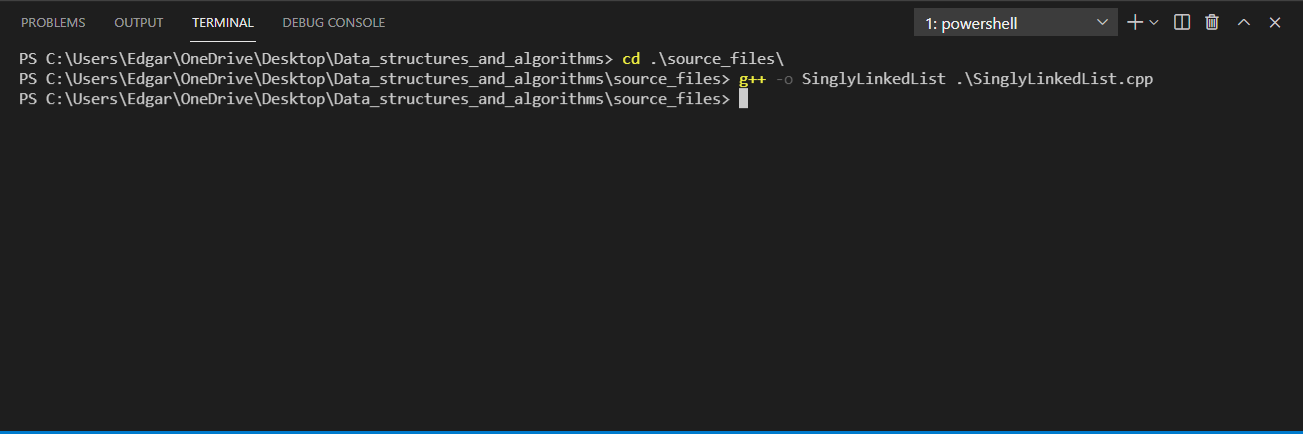 PROBLEMS OUTPUT TERMINAL DEBUG CONSOLE 1: powershell
PS C:\Users\Edgar\OneDrive\Desktop\Data_structures_and_algorithms> cd .\source_files\
PS C:\Users\Edgar\OneDrive\Desktop\Data_structures_and_algorithms\source_files> g++ -o SinglyLinkedList .\SinglyLinkedList.cpp
PS C:\Users\Edgar\OneDrive\Desktop\Data_structures_and_algorithms\source_files>